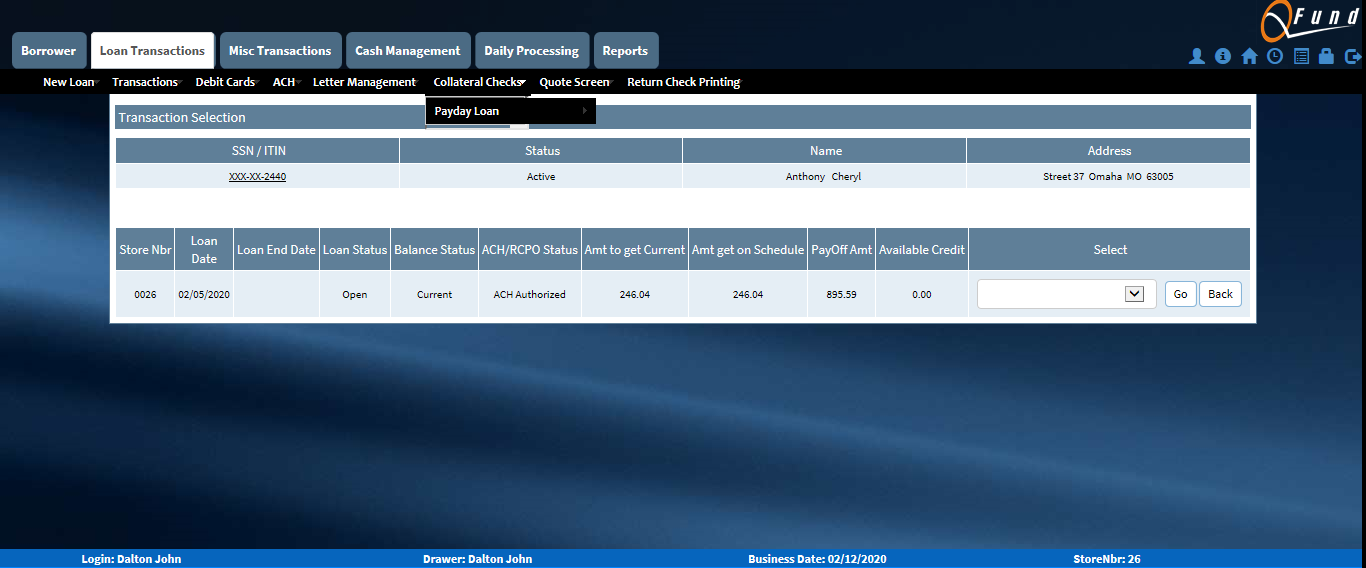 QFund
Borrower Loan Transactions Misc Transactions Cash Management Daily Processing Reports
New Loan Transactions Debit Cards ACH Letter Management Collateral Checks Quote Screen Return Check Printing
Payday Loan
Transaction Selection
SSN / ITIN Status Name Address
XXX-XX-2440 Active Anthony Cheryl Street 37 Omaha MO 63005
Store Nbr Loan Date Loan End Date Loan Status Balance Status ACH/RCPO Status Amt to get Current Amt get on Schedule PayOff Amt Available Credit Select
0026 02/05/2020 Open Current ACH Authorized 246.04 246.04 895.59 0.00 Go Back
Login: Dalton John Drawer: Dalton John Business Date: 02/12/2020 StoreNbr: 26